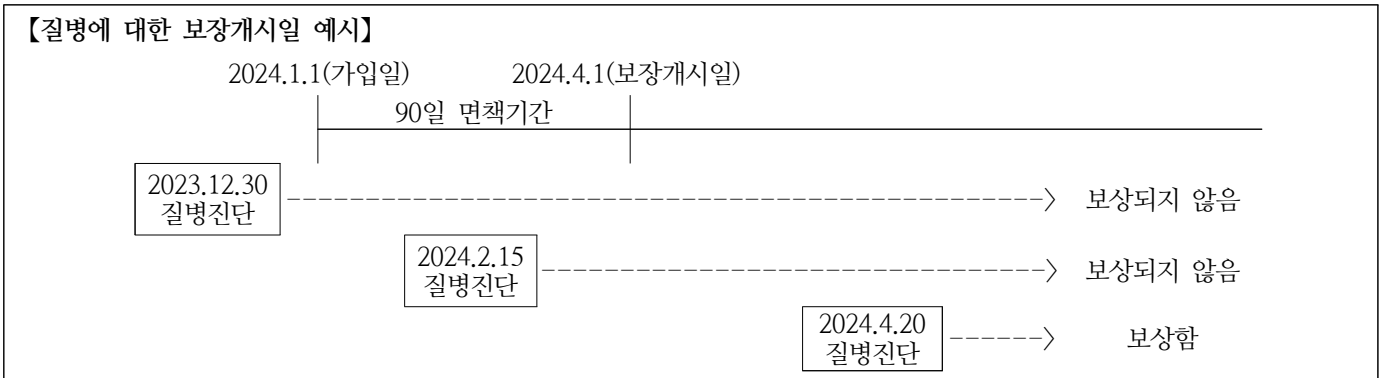 【질병에 대한 보장개시일 예시】
2024.1.1(가입일) 2024.4.1(보장개시일)
90일 면책기간
2023.12.30
질병진단
보상되지 않음
2024.2.15
질병진단
보상되지 않음
2024.4.20
질병진단
보상함